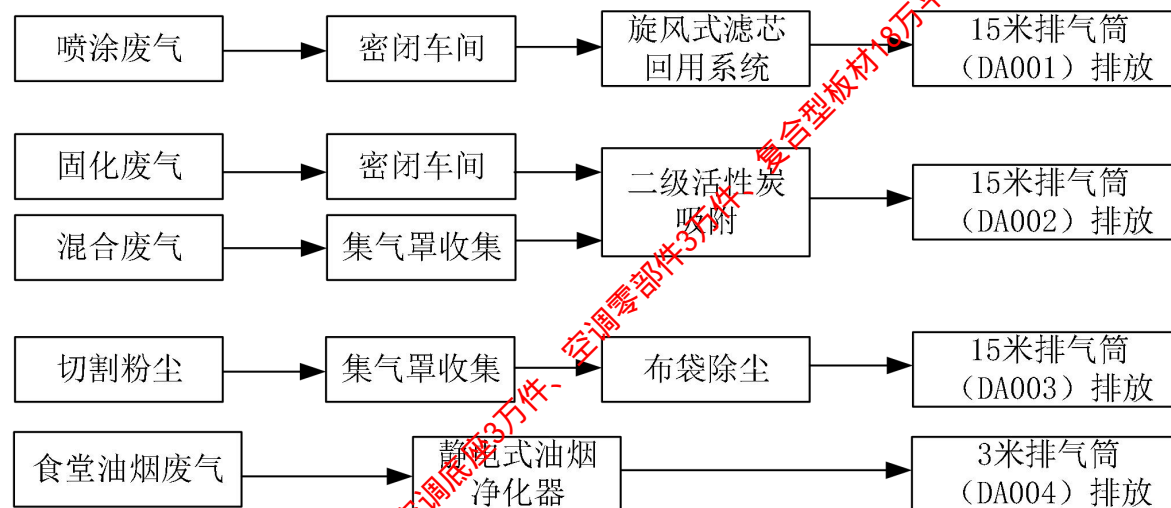 喷涂废气
密闭车间
旋风式滤芯
回用系统
15米排气筒
（DA001）排放
固化废气
密闭车间
混合废气
集气罩收集
二级活性炭
吸附
15米排气筒
（DA002）排放
切割粉尘
集气罩收集
布袋除尘
15米排气筒
（DA003）排放
食堂油烟废气
静电式油烟
净化器
3米排气筒
（DA004）排放
调底座3万件、空调零部件3万件、复合型板材18万平